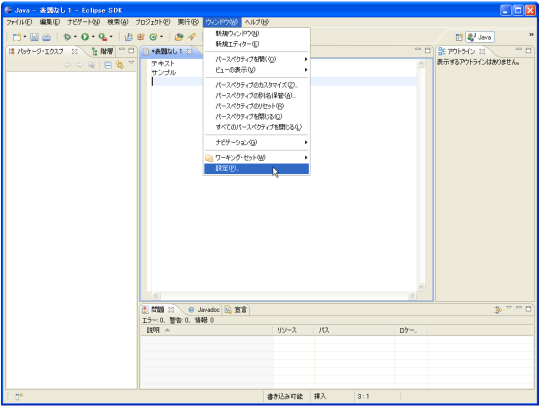 Java - 表題なし 1 - Eclipse SDK
ファイル(F) 編集(E) ナビゲート(N) 検索(A) プロジェクト(P) 実行(R) ウィンドウ(W) ヘルプ(H)
Java
パッケージ・エクスプ
階層
*表題なし 1
アウトライン
テキスト
サンプル
表示するアウトラインはありません。
新規ウィンドウ(N)
新規エディター(E)
パースペクティブを開く(O)
ビューの表示(V)
パースペクティブのカスタマイズ(Z)...
パースペクティブの別名保管(A)...
パースペクティブのリセット(R)
パースペクティブを閉じる(C)
すべてのパースペクティブを閉じる(L)
ナビゲーション(G)
ワーキング・セット(W)
設定(P)...
問題
Javadoc
宣言
エラー: 0、警告: 0、情報: 0
説明
リソース
パス
ロケー...
書き込み可能
挿入
3 : 1